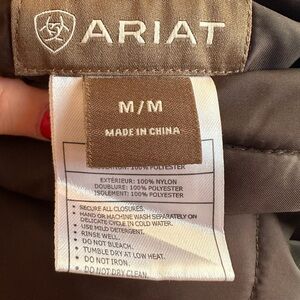 ARIAT
M/M
MADE IN CHINA
100% POLYESTER
EXTÉRIEUR: 100% NYLON
DOUBLURE: 100% POLYESTER
ISOLEMENT: 100% POLYESTER
• SECURE ALL CLOSURES.
• HAND OR MACHINE WASH SEPARATELY ON
DELICATE CYCLE IN COLD WATER.
• USE MILD DETERGENT.
• RINSE WELL.
• DO NOT BLEACH.
• TUMBLE DRY AT LOW HEAT.
• DO NOT IRON.
• DO NOT DRY CLEAN.